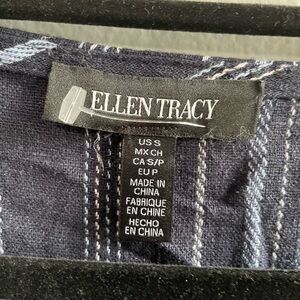 ELLEN TRACY
US S
MX CH
CA S/P
EU P
MADE IN
CHINA
FABRIQUE
EN CHINE
HECHO
EN CHINA